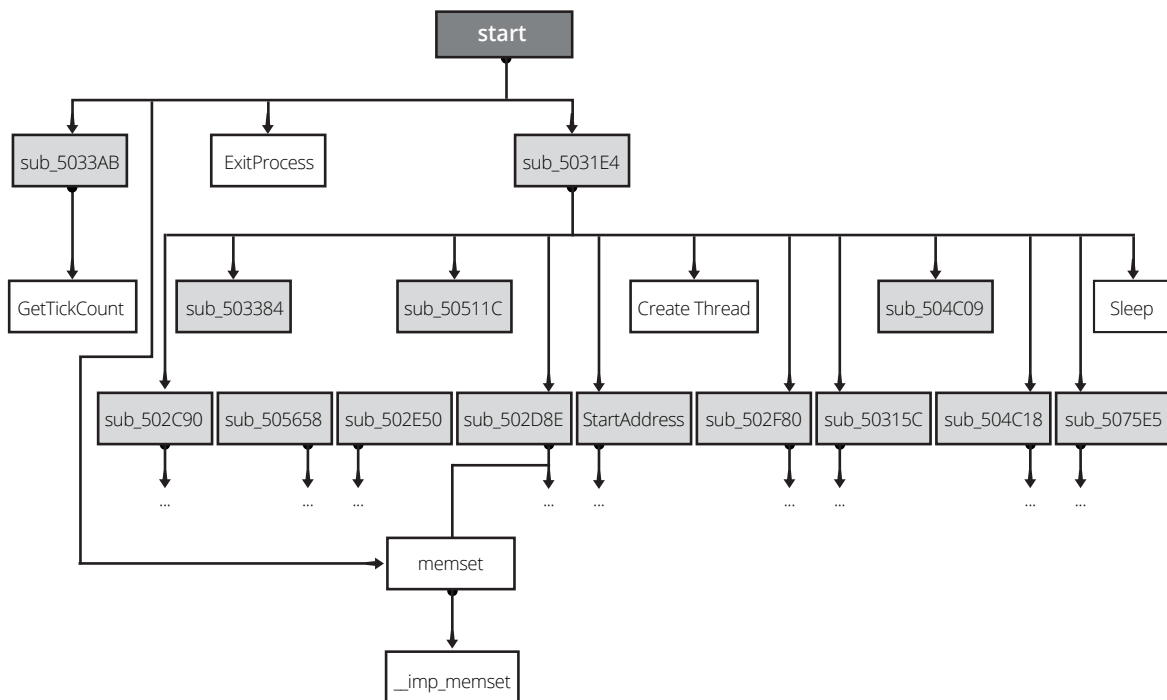 start
sub_5033AB
ExitProcess
sub_5031E4
GetTickCount
sub_503384
sub_50511C
Create Thread
sub_504C09
Sleep
sub_502C90
sub_505658
sub_502E50
sub_502D8E
StartAddress
sub_502F80
sub_50315C
sub_504C18
sub_5075E5
...
...
...
...
...
...
...
...
...
memset
__imp_memset